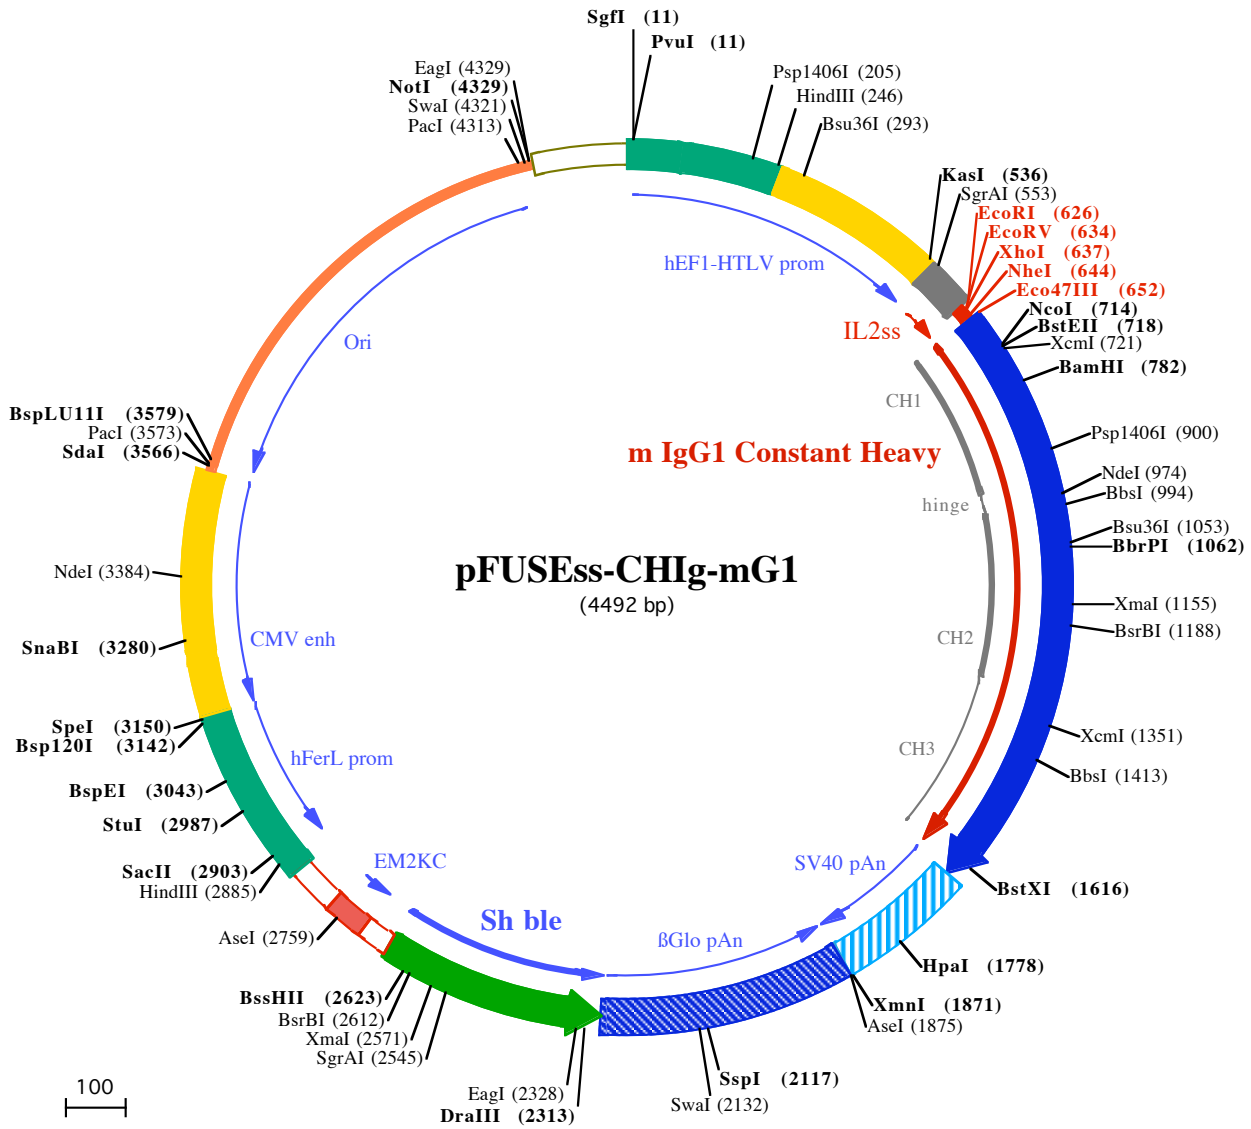 SgfI (11)
PvuI (11)
EagI (4329)
NotI (4329)
SwaI (4321)
PacI (4313)
Psp1406I (205)
HindIII (246)
Bsu36I (293)
KasI (536)
SgrAI (553)
EcoRI (626)
EcoRV (634)
XhoI (637)
NheI (644)
Eco47III (652)
NcoI (714)
BstEII (718)
XcmI (721)
BamHI (782)
Psp1406I (900)
NdeI (974)
BbsI (994)
Bsu36I (1053)
BbrPI (1062)
XmaI (1155)
BsrBI (1188)
XcmI (1351)
BbsI (1413)
BstXI (1616)
HpaI (1778)
XmnI (1871)
AseI (1875)
SspI (2117)
SwaI (2132)
EagI (2328)
DraIII (2313)
BssHII (2623)
BsrBI (2612)
XmaI (2571)
SgrAI (2545)
AseI (2759)
SacII (2903)
HindIII (2885)
StuI (2987)
BspEI (3043)
SpeI (3150)
Bsp120I (3142)
SnaBI (3280)
NdeI (3384)
BspLU11I (3579)
PacI (3573)
SdaI (3566)
hEF1-HTLV prom
IL2ss
CH1
m IgG1 Constant Heavy
hinge
CH2
CH3
SV40 pAn
ßGlo pAn
Sh ble
EM2KC
hFerL prom
CMV enh
Ori
pFUSEss-CHIg-mG1
(4492 bp)
100